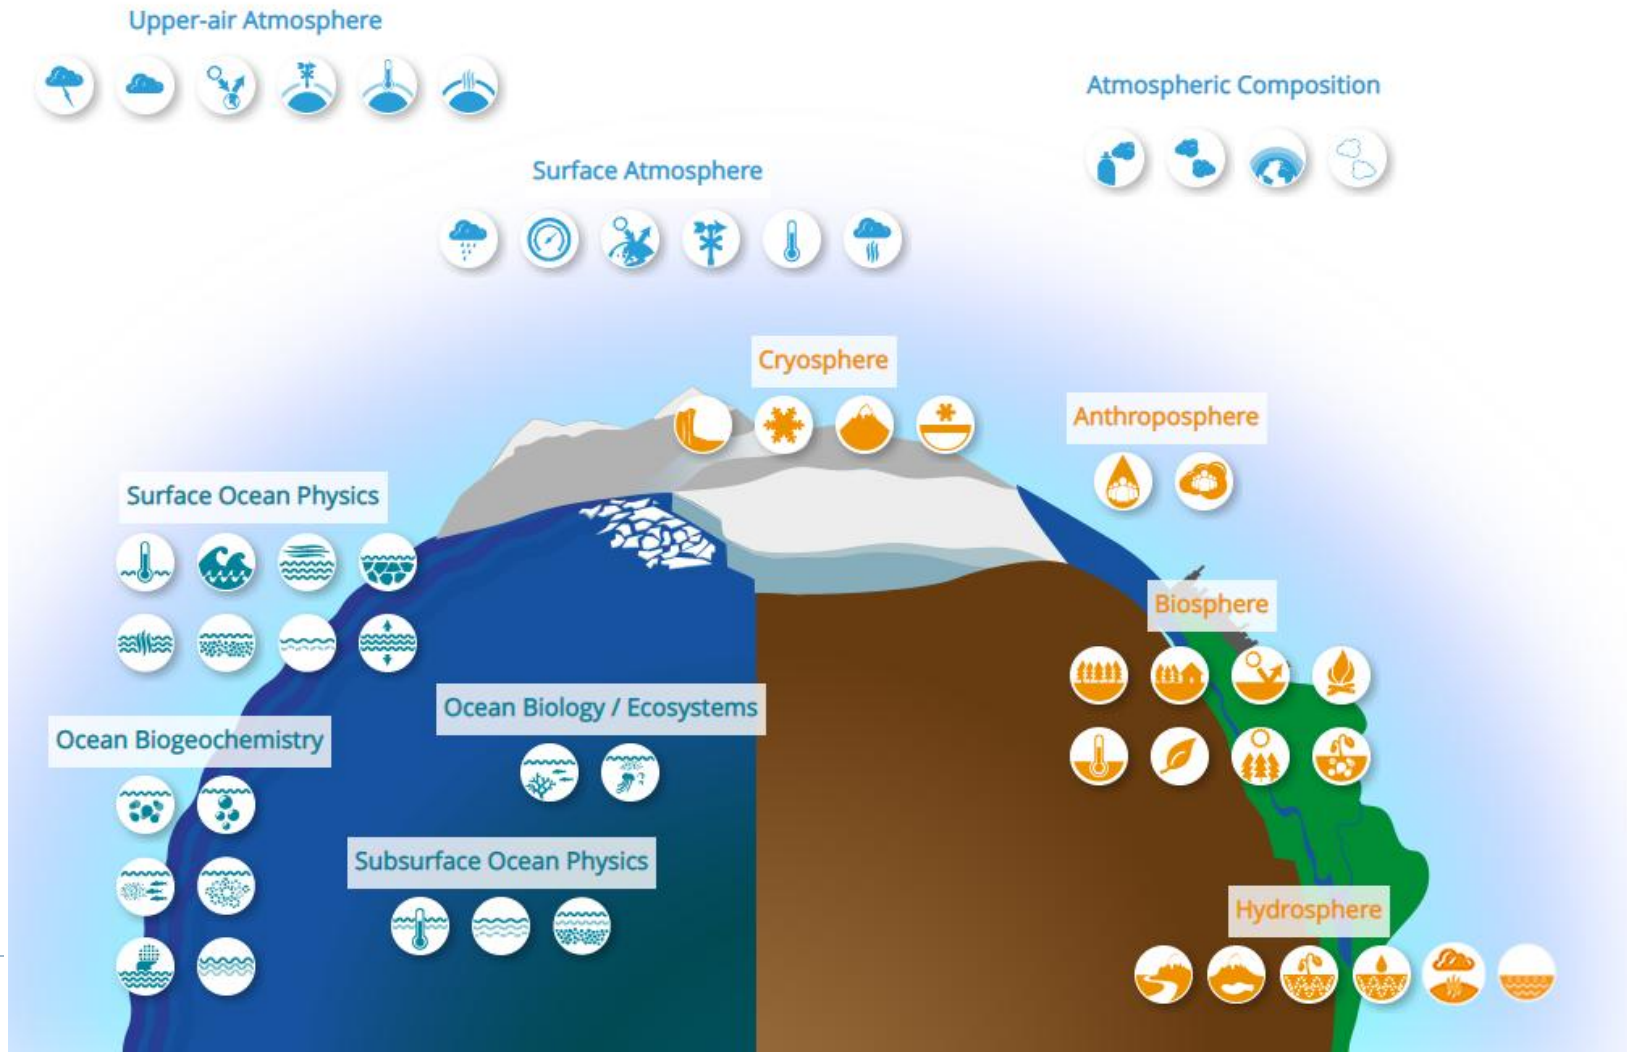 Upper-air Atmosphere
Atmospheric Composition
Surface Atmosphere
Cryosphere
Anthroposphere
Surface Ocean Physics
Biosphere
Ocean Biology / Ecosystems
Ocean Biogeochemistry
Subsurface Ocean Physics
Hydrosphere